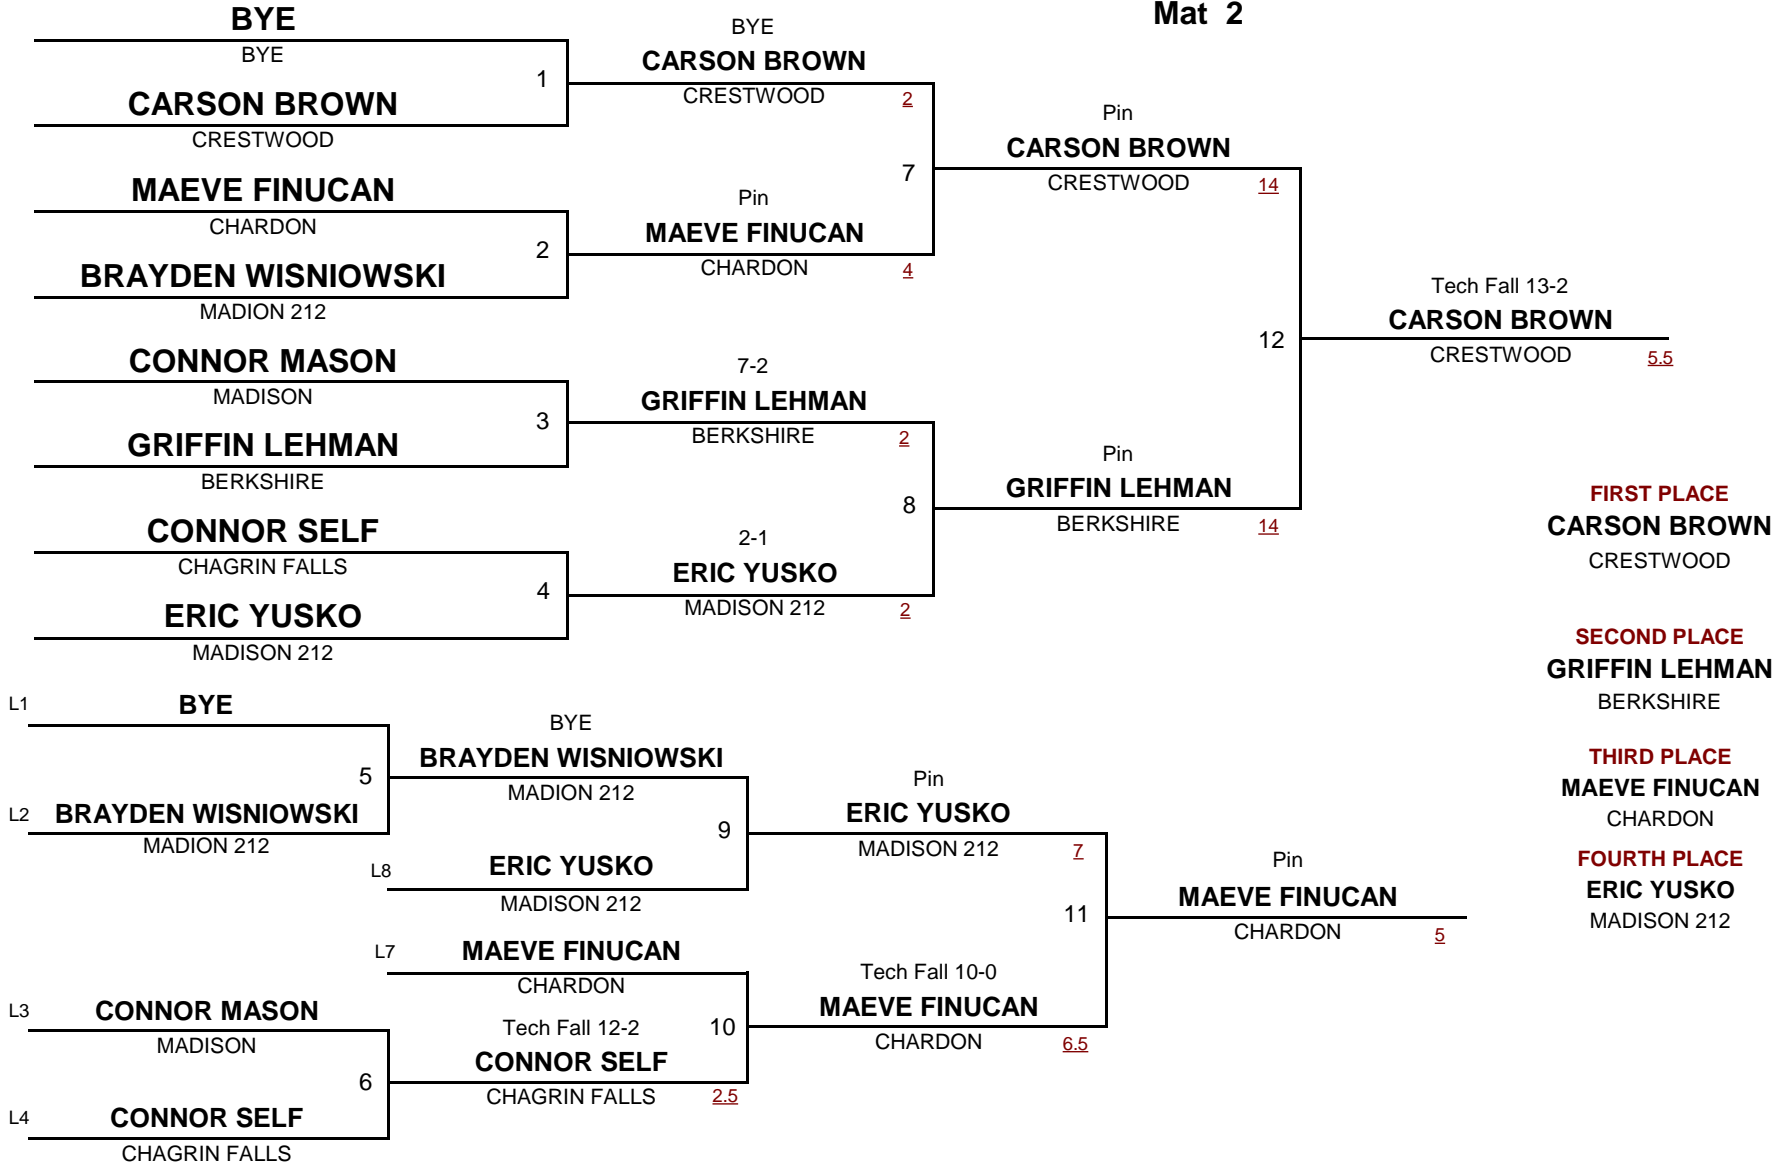 Mat 2
BYE
BYE
1
CARSON BROWN
CRESTWOOD
MAEVE FINUCAN
CHARDON
2
BRAYDEN WISNIOWSKI
MADION 212
CONNOR MASON
MADISON
3
GRIFFIN LEHMAN
BERKSHIRE
CONNOR SELF
CHAGRIN FALLS
4
ERIC YUSKO
MADISON 212
BYE
CARSON BROWN
CRESTWOOD 2
7
Pin
MAEVE FINUCAN
CHARDON 4
7-2
GRIFFIN LEHMAN
BERKSHIRE 2
8
2-1
ERIC YUSKO
MADISON 212 2
Pin
CARSON BROWN
CRESTWOOD 14
12
Pin
GRIFFIN LEHMAN
BERKSHIRE 14
Tech Fall 13-2
CARSON BROWN
CRESTWOOD 5.5
FIRST PLACE
CARSON BROWN
CRESTWOOD
SECOND PLACE
GRIFFIN LEHMAN
BERKSHIRE
THIRD PLACE
MAEVE FINUCAN
CHARDON
FOURTH PLACE
ERIC YUSKO
MADISON 212
L1 BYE
5
L2 BRAYDEN WISNIOWSKI
MADION 212
L3 CONNOR MASON
MADISON
6
L4 CONNOR SELF
CHAGRIN FALLS
BYE
BRAYDEN WISNIOWSKI
MADION 212
9
L8 ERIC YUSKO
MADISON 212
L7 MAEVE FINUCAN
CHARDON
Tech Fall 12-2 10
CONNOR SELF
CHAGRIN FALLS 2.5
Pin
ERIC YUSKO
MADISON 212 7
11
Tech Fall 10-0
MAEVE FINUCAN
CHARDON 6.5
Pin
MAEVE FINUCAN
CHARDON 5